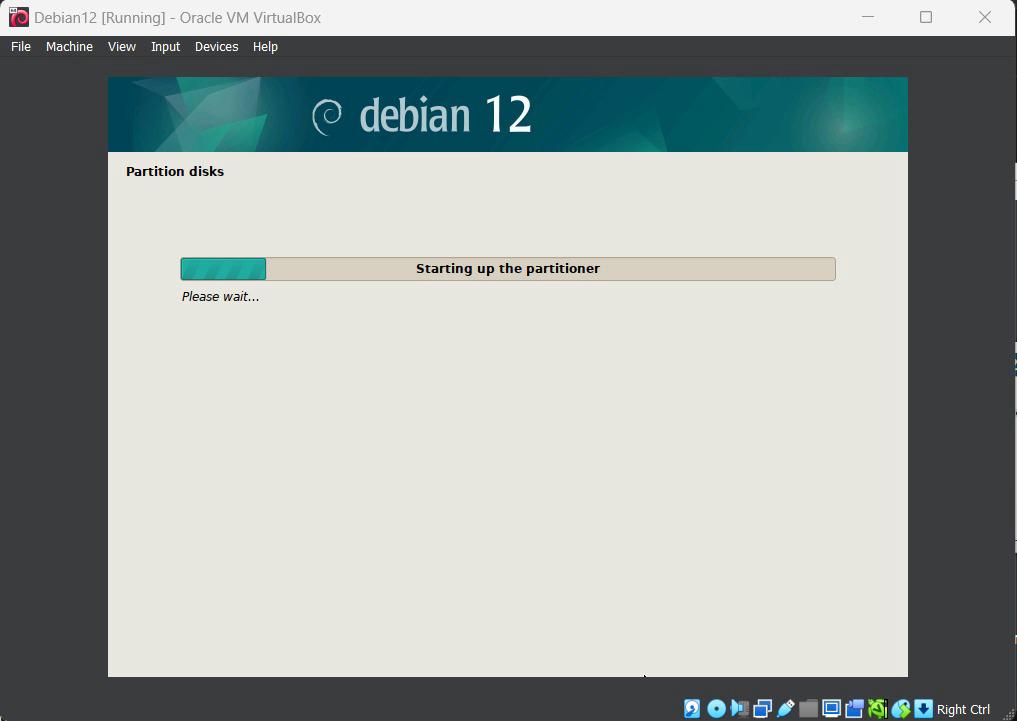 Debian12 [Running] - Oracle VM VirtualBox
File Machine View Input Devices Help
debian 12
Partition disks
Starting up the partitioner
Please wait...
Right Ctrl